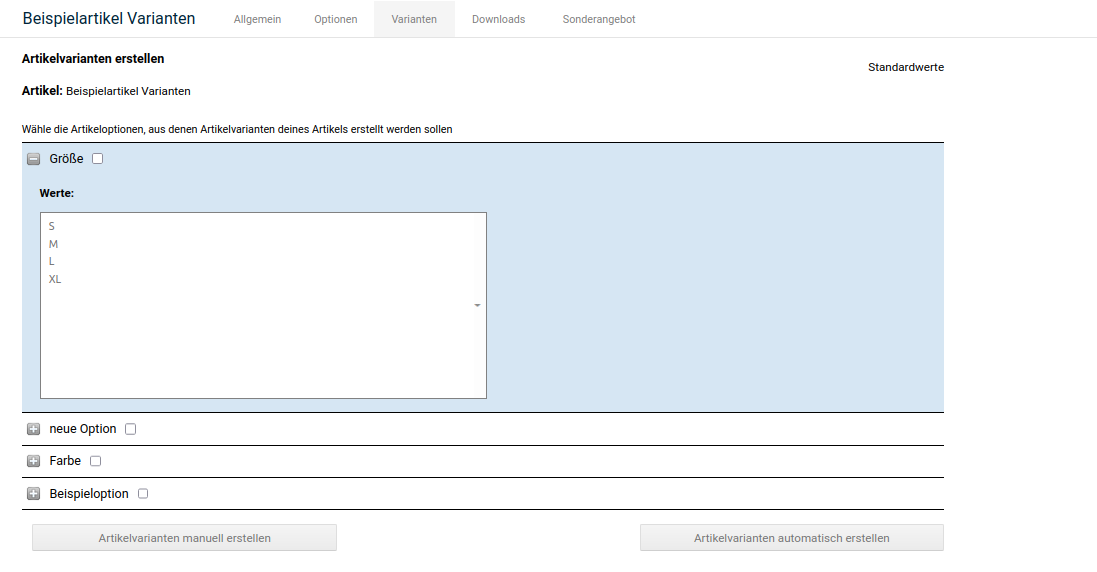 Beispielartikel Varianten Allgemein Optionen Varianten Downloads Sonderangebot
Artikelvarianten erstellen
Standardwerte
Artikel: Beispielartikel Varianten
Wähle die Artikeloptionen, aus denen Artikelvarianten deines Artikels erstellt werden sollen
Größe
Werte:
S
M
L
XL
neue Option
Farbe
Beispieloption
Artikelvarianten manuell erstellen Artikelvarianten automatisch erstellen